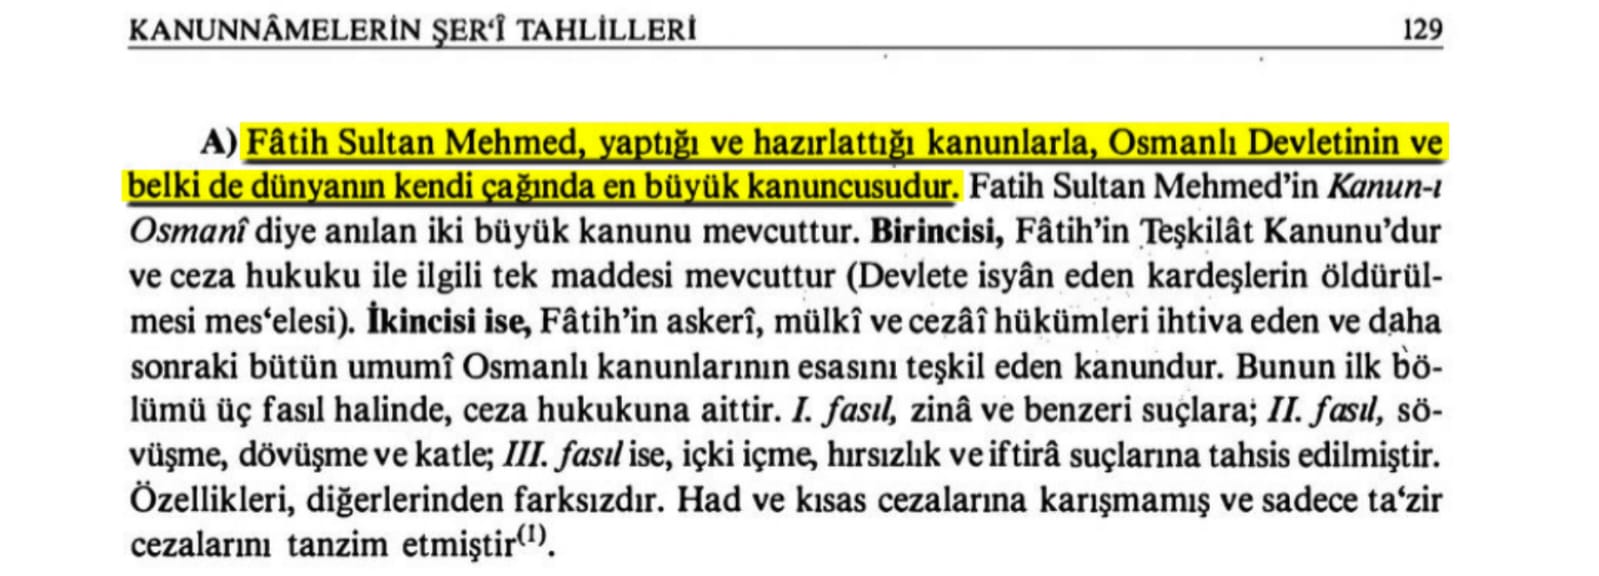 KANUNNÂMELERİN ŞER‘Î TAHLİLLERİ 129
A) Fâtih Sultan Mehmed, yaptığı ve hazırlattığı kanunlarla, Osmanlı Devletinin ve
belki de dünyanın kendi çağında en büyük kanuncusudur. Fatih Sultan Mehmed’in Kanun-ı
Osmanî diye anılan iki büyük kanunu mevcuttur. Birincisi, Fâtih’in Teşkilât Kanunu’dur
ve ceza hukuku ile ilgili tek maddesi mevcuttur (Devlete isyân eden kardeşlerin öldürül-
mesi mes‘elesi). İkincisi ise, Fâtih’in askerî, mülkî ve cezâî hükümleri ihtiva eden ve daha
sonraki bütün umumî Osmanlı kanunlarının esasını teşkil eden kanundur. Bunun ilk bö-
lümü üç fasıl halinde, ceza hukukuna aittir. I. fasıl, zinâ ve benzeri suçlara; II. fasıl, sö-
vüşme, dövüşme ve katle; III. fasıl ise, içki içme, hırsızlık ve iftirâ suçlarına tahsis edilmiştir.
Özellikleri, diğerlerinden farksızdır. Had ve kısas cezalarına karışmamış ve sadece ta‘zir
cezalarını tanzim etmiştir(1).